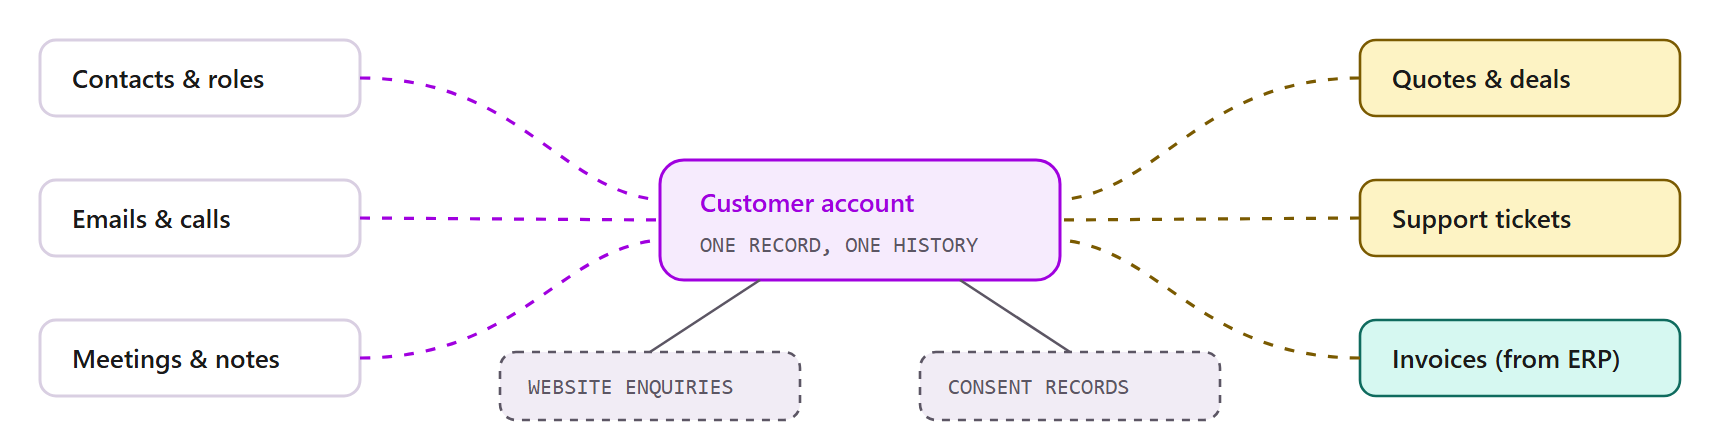 Contacts & roles
Quotes & deals
Customer account
ONE RECORD, ONE HISTORY
Emails & calls
Support tickets
Meetings & notes
Invoices (from ERP)
WEBSITE ENQUIRIES
CONSENT RECORDS